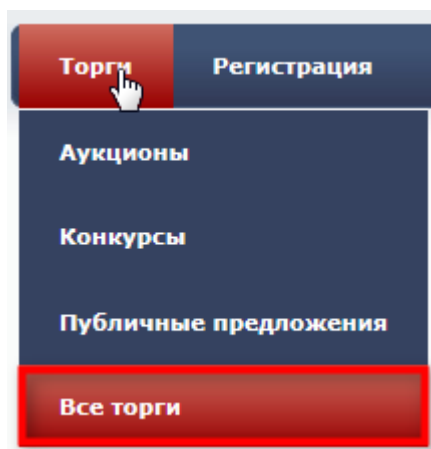 Торги Регистрация
Аукционы
Конкурсы
Публичные предложения
Все торги